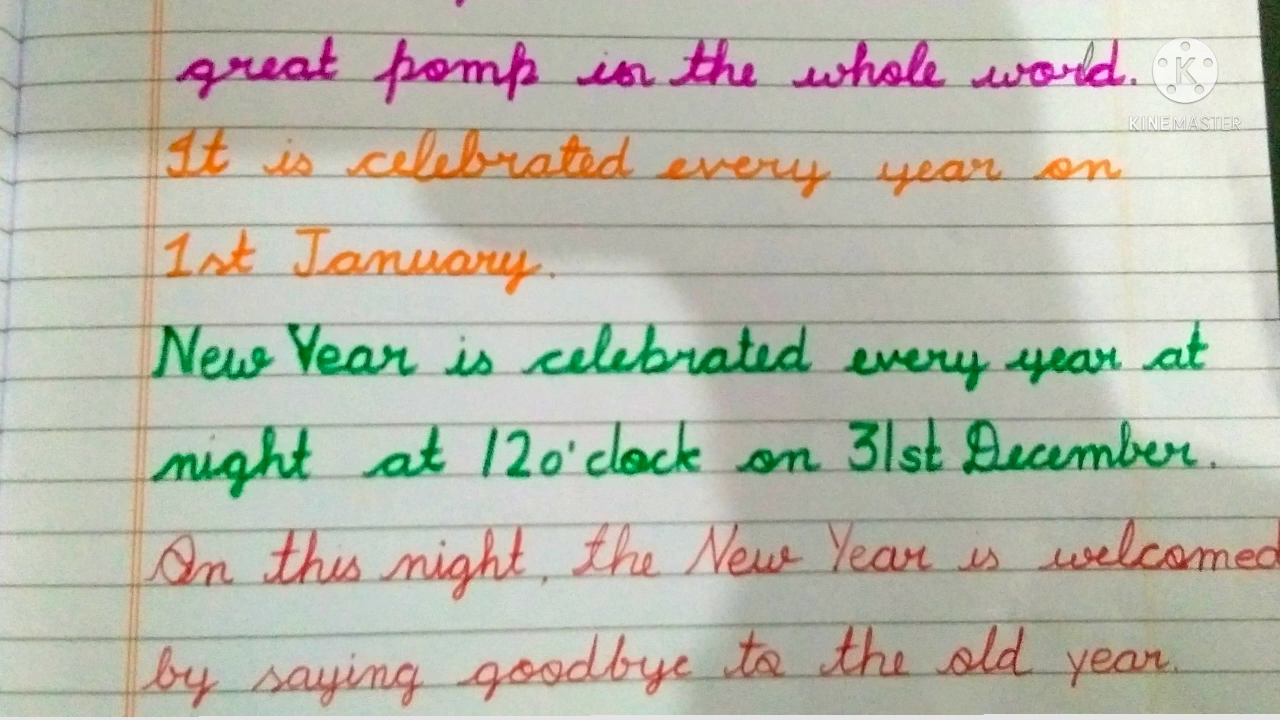 great pomp in the whole world.
It is celebrated every year on
1st January.
New Year is celebrated every year at
night at 12 o'clock on 31st December.
On this night, the New Year is welcomed
by saying goodbye to the old year.
KINEMASTER